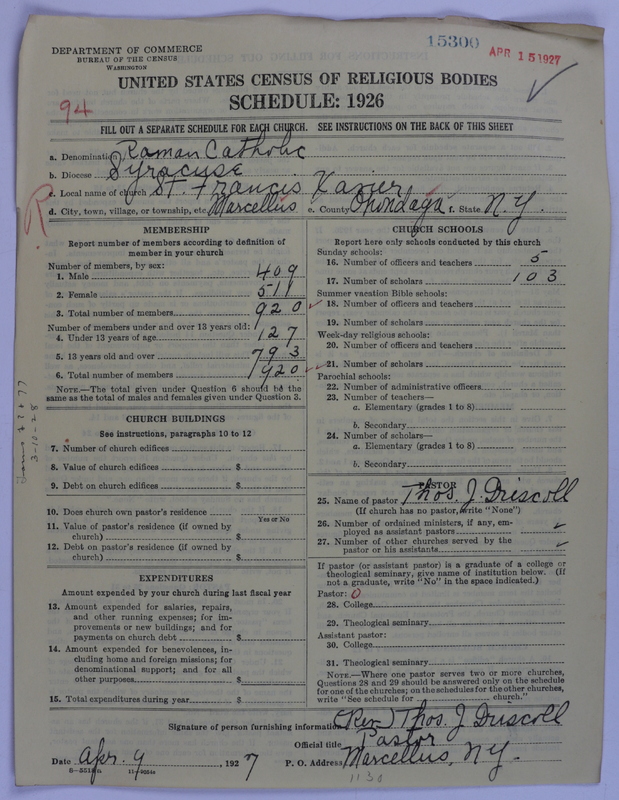 15300
APR 15 1927
DEPARTMENT OF COMMERCE
BUREAU OF THE CENSUS
WASHINGTON
UNITED STATES CENSUS OF RELIGIOUS BODIES
94
SCHEDULE: 1926
FILL OUT A SEPARATE SCHEDULE FOR EACH CHURCH. SEE INSTRUCTIONS ON THE BACK OF THIS SHEET
a. Denomination Roman Catholic
b. Diocese Syracuse
c. Local name of church St. Francis Xavier
R.
d. City, town, village, or township, etc. Marcellus e. County Onondaga f. State N.Y.
MEMBERSHIP
Report number of members according to definition of
member in your church
Number of members, by sex:
1. Male 409
2. Female 511
3. Total number of members 920
Number of members under and over 13 years old:
4. Under 13 years of age 127
5. 13 years old and over 793
6. Total number of members 920
NOTE.—The total given under Question 6 should be the
same as the total of males and females given under Question 3.
3-10-28
CHURCH BUILDINGS
See instructions, paragraphs 10 to 12
7. Number of church edifices
8. Value of church edifices $
9. Debt on church edifices $
10. Does church own pastor's residence
Yes or No
11. Value of pastor's residence (if owned by
church) $
12. Debt on pastor's residence (if owned by
church) $
EXPENDITURES
Amount expended by your church during last fiscal year
13. Amount expended for salaries, repairs,
and other running expenses; for im-
provements or new buildings; and for
payments on church debt $
14. Amount expended for benevolences, in-
cluding home and foreign missions; for
denominational support; and for all
other purposes $
15. Total expenditures during year $
CHURCH SCHOOLS
Report here only schools conducted by this church
Sunday schools:
16. Number of officers and teachers 5
17. Number of scholars 103
Summer vacation Bible schools:
18. Number of officers and teachers
19. Number of scholars
Week-day religious schools:
20. Number of officers and teachers
21. Number of scholars
Parochial schools:
22. Number of administrative officers
23. Number of teachers—
a. Elementary (grades 1 to 8)
b. Secondary
24. Number of scholars—
a. Elementary (grades 1 to 8)
b. Secondary
PASTOR
25. Name of pastor Thos. J. Driscoll
(If church has no pastor, write "None")
26. Number of ordained ministers, if any, em-
ployed as assistant pastors
27. Number of other churches served by the
pastor or his assistants
If pastor (or assistant pastor) is a graduate of a college or
theological seminary, give name of institution below. (If
not a graduate, write "No" in the space indicated.)
Pastor: 0
28. College
29. Theological seminary
Assistant pastor:
30. College
31. Theological seminary
NOTE.—Where one pastor serves two or more churches,
Questions 28 and 29 should be answered only on the schedule
for one of the churches; on the schedules for the other churches,
write "See schedule for church."
Signature of person furnishing information (Rev.) Thos. J. Driscoll
Official title Pastor
Date Apr. 9, 1927 P. O. Address Marcellus, N.Y.
1130